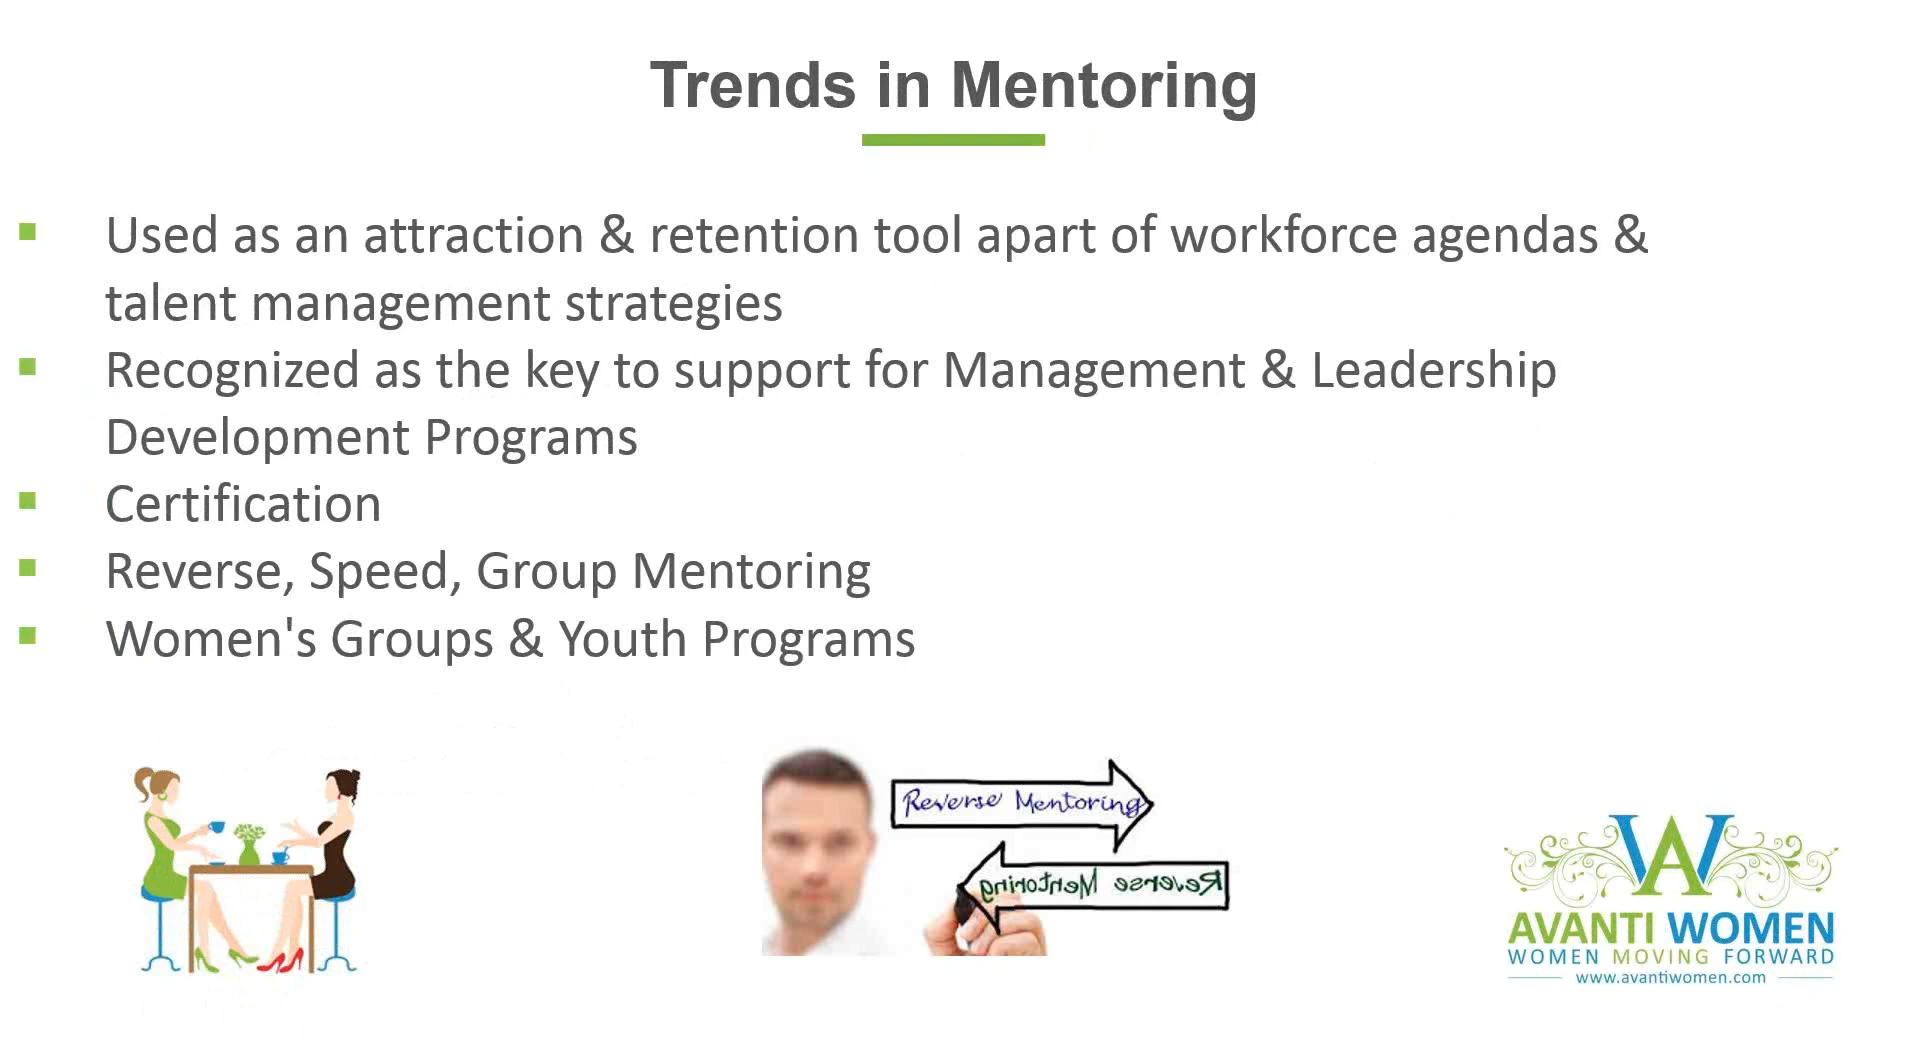 Trends in Mentoring
Used as an attraction & retention tool apart of workforce agendas &
talent management strategies
Recognized as the key to support for Management & Leadership
Development Programs
Certification
Reverse, Speed, Group Mentoring
Women's Groups & Youth Programs
Reverse Mentoring
Reverse Mentoring
WA
AVANTI WOMEN
WOMEN MOVING FORWARD
www.avantiwomen.com